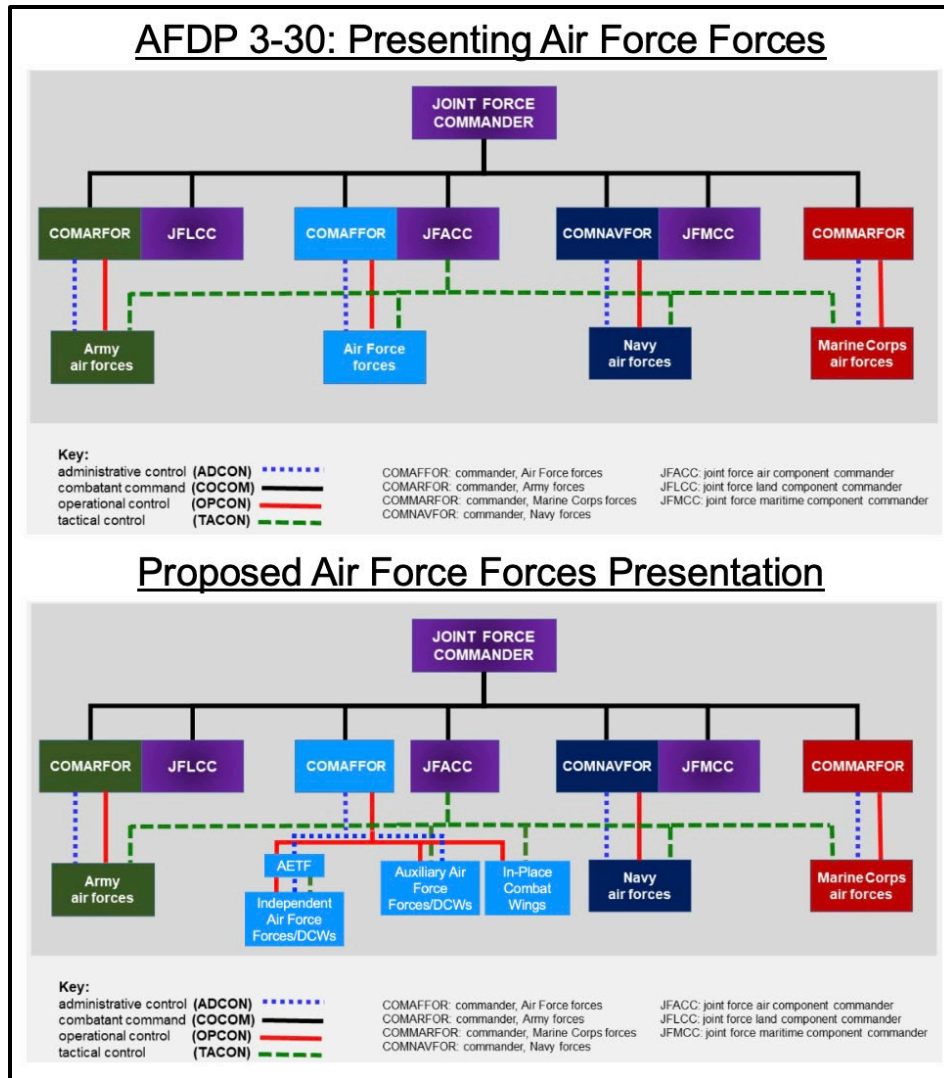 AFDP 3-30: Presenting Air Force Forces
JOINT FORCE
COMMANDER
COMARFOR
JFLCC
COMAFFOR
JFACC
COMNAVFOR
JFMCC
COMMARFOR
Army
air forces
Air Force
forces
Navy
air forces
Marine Corps
air forces
Key:
administrative control (ADCON)
combatant command (COCOM)
operational control (OPCON)
tactical control (TACON)
COMAFFOR: commander, Air Force forces
COMARFOR: commander, Army forces
COMMARFOR: commander, Marine Corps forces
COMNAVFOR: commander, Navy forces
JFACC: joint force air component commander
JFLCC: joint force land component commander
JFMCC: joint force maritime component commander
Proposed Air Force Forces Presentation
JOINT FORCE
COMMANDER
COMARFOR
JFLCC
COMAFFOR
JFACC
COMNAVFOR
JFMCC
COMMARFOR
Army
air forces
AETF
Independent
Air Force
Forces/DCWs
Auxiliary Air
Force
Forces/DCWs
In-Place
Combat
Wings
Navy
air forces
Marine Corps
air forces
Key:
administrative control (ADCON)
combatant command (COCOM)
operational control (OPCON)
tactical control (TACON)
COMAFFOR: commander, Air Force forces
COMARFOR: commander, Army forces
COMMARFOR: commander, Marine Corps forces
COMNAVFOR: commander, Navy forces
JFACC: joint force air component commander
JFLCC: joint force land component commander
JFMCC: joint force maritime component commander